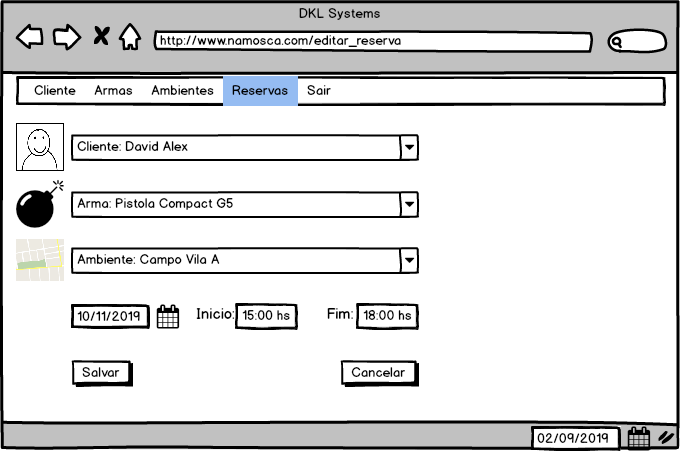 DKL Systems
http://www.namosca.com/editar_reserva
Cliente Armas Ambientes Reservas Sair
Cliente: David Alex
Arma: Pistola Compact G5
Ambiente: Campo Vila A
10/11/2019 Inicio: 15:00 hs Fim: 18:00 hs
Salvar Cancelar
02/09/2019